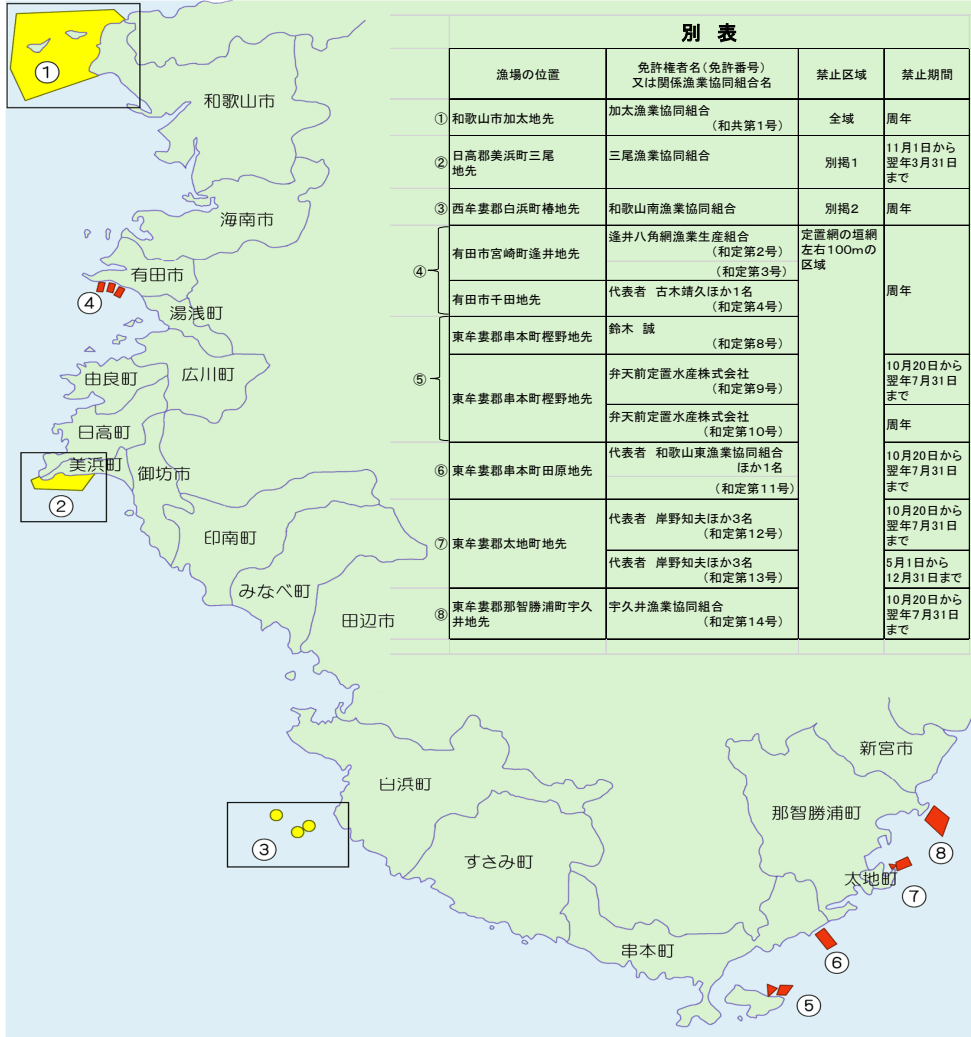 別 表
漁場の位置
免許権者名(免許番号)
又は関係漁業協同組合名
禁止区域
禁止期間
①
和歌山市加太地先
加太漁業協同組合
(和共第1号)
全域
周年
②
日高郡美浜町三尾
地先
三尾漁業協同組合
別掲1
11月1日から
翌年3月31日
まで
③
西牟婁郡白浜町椿地先
和歌山南漁業協同組合
別掲2
周年
④
有田市宮崎町逢井地先
逢井八角網漁業生産組合
(和定第2号)
(和定第3号)
定置網の垣網
左右100mの
区域
周年
有田市千田地先
代表者 古木靖久ほか1名
(和定第4号)
⑤
東牟婁郡串本町樫野地先
鈴木 誠
(和定第8号)
東牟婁郡串本町樫野地先
弁天前定置水産株式会社
(和定第9号)
10月20日から
翌年7月31日
まで
弁天前定置水産株式会社
(和定第10号)
周年
⑥
東牟婁郡串本町田原地先
代表者 和歌山東漁業協同組合
ほか1名
(和定第11号)
10月20日から
翌年7月31日
まで
⑦
東牟婁郡太地町地先
代表者 岸野知夫ほか3名
(和定第12号)
10月20日から
翌年7月31日
まで
代表者 岸野知夫ほか3名
(和定第13号)
5月1日から
12月31日まで
⑧
東牟婁郡那智勝浦町宇久
井地先
宇久井漁業協同組合
(和定第14号)
10月20日から
翌年7月31日
まで
①
和歌山市
海南市
有田市
④
湯浅町
広川町
由良町
日高町
美浜町
御坊市
②
印南町
みなべ町
田辺市
白浜町
③
すさみ町
串本町
新宮市
那智勝浦町
⑧
太地町
⑦
⑥
⑤